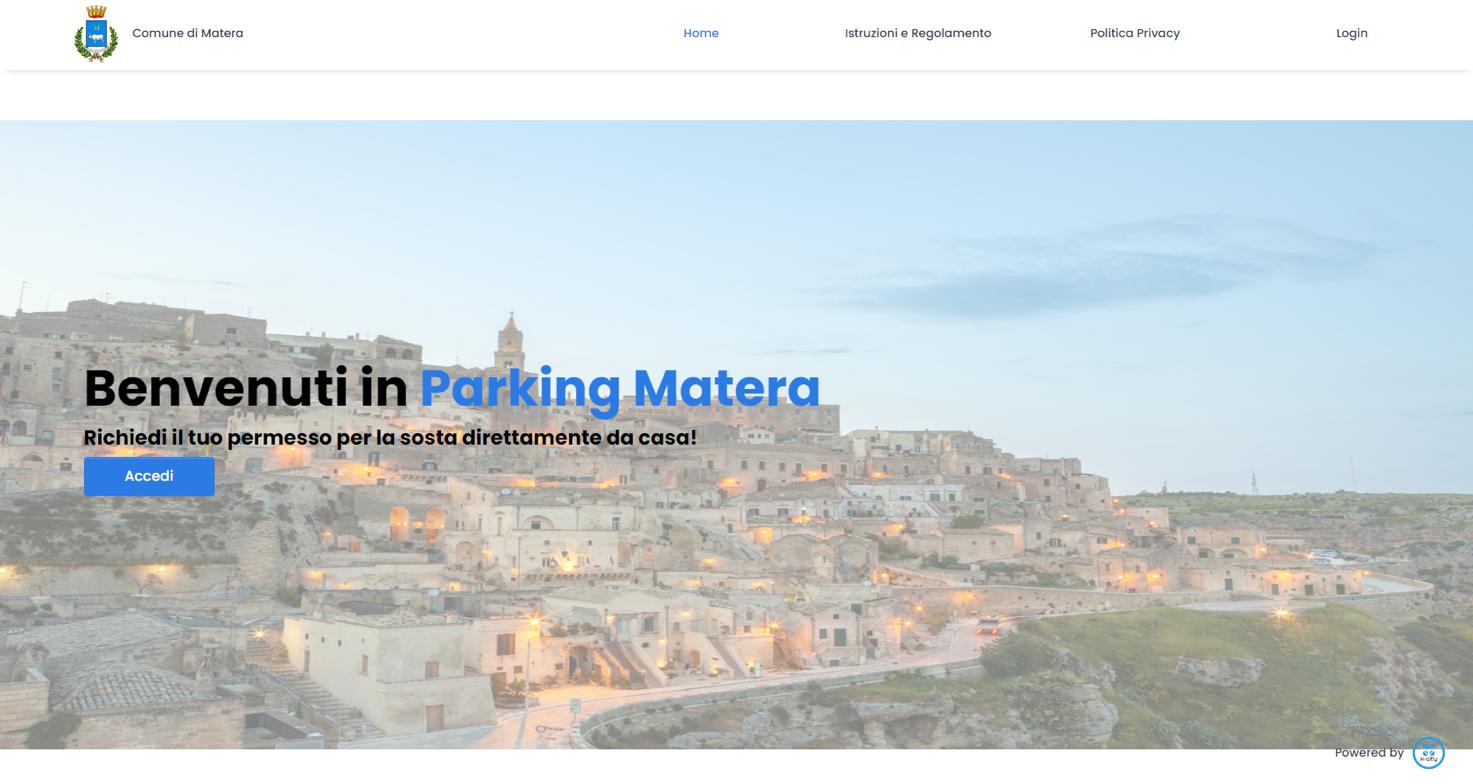 Comune di Matera
Home
Istruzioni e Regolamento
Politica Privacy
Login
Benvenuti in Parking Matera
Richiedi il tuo permesso per la sosta direttamente da casa!
Accedi
Powered by